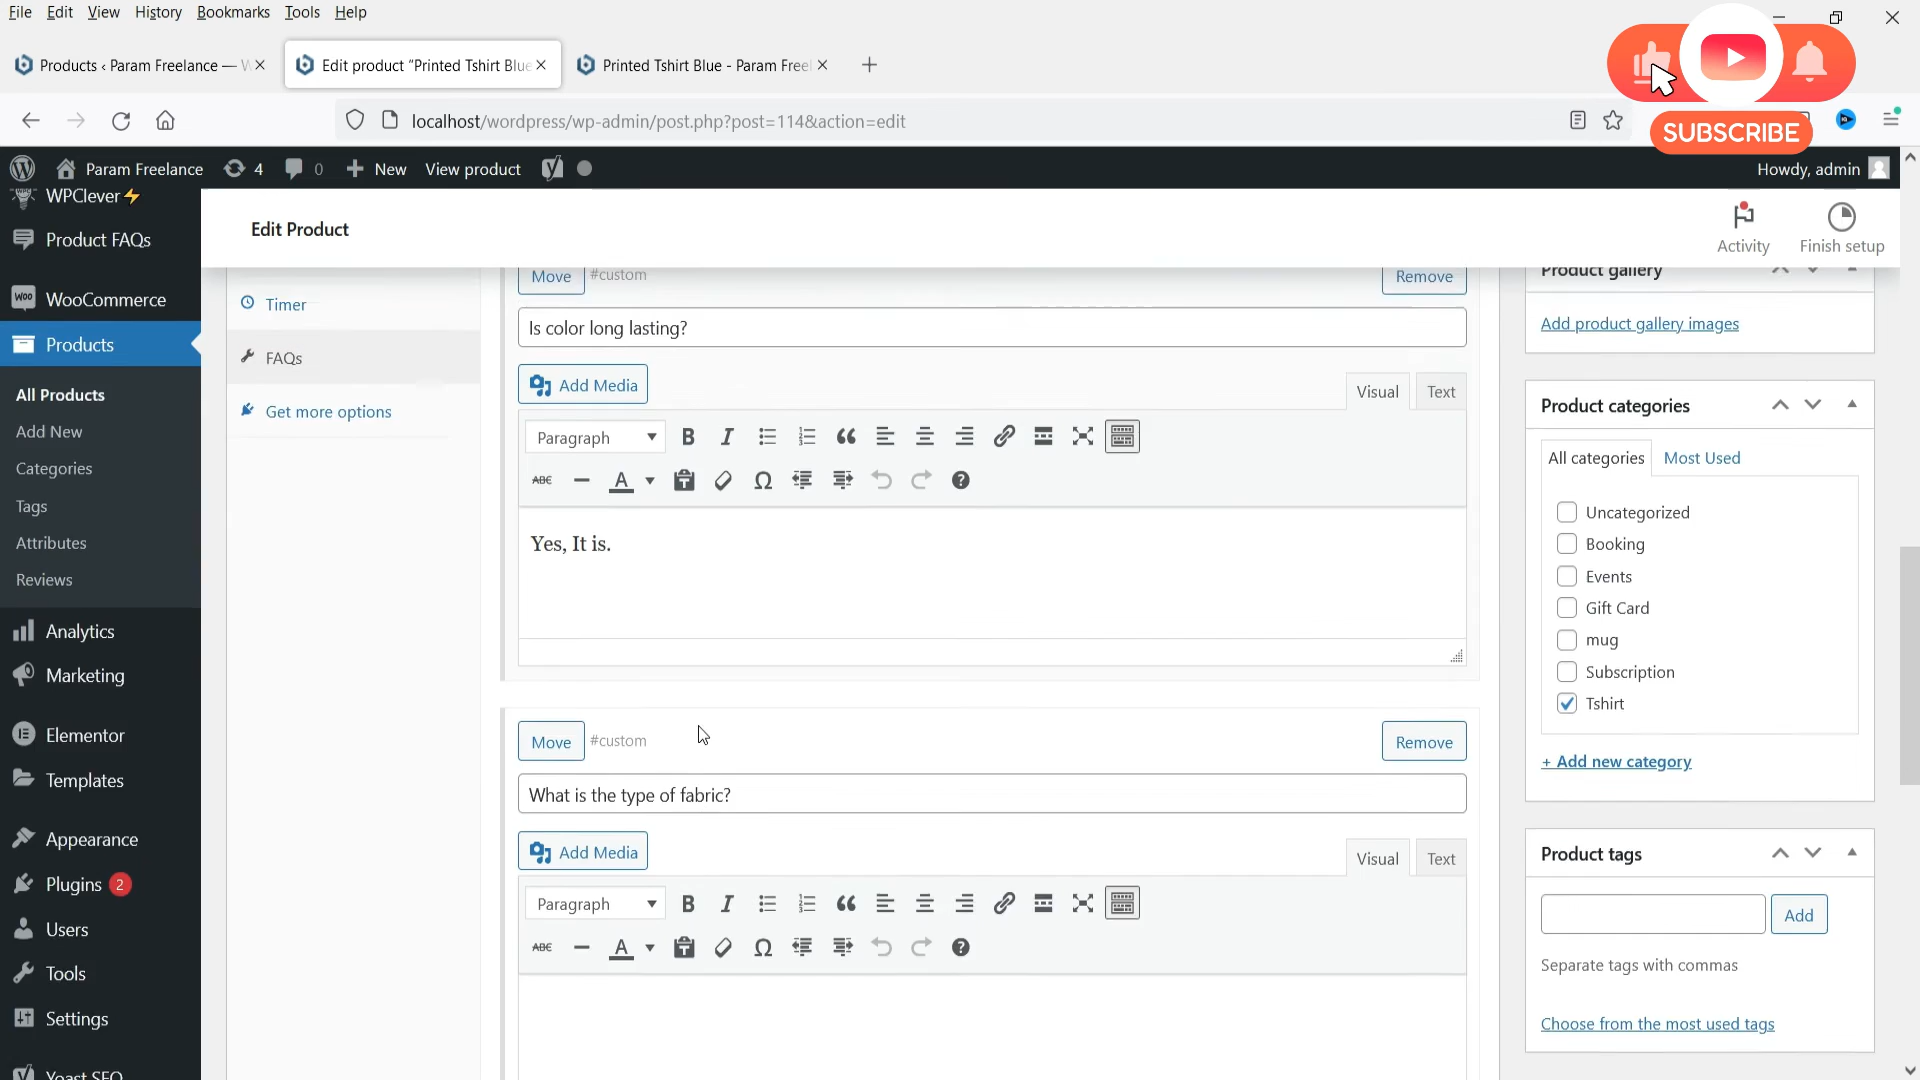 File Edit View History Bookmarks Tools Help
Products ‹ Param Freelance — W
Edit product “Printed Tshirt Blue
Printed Tshirt Blue - Param Freel
localhost/wordpress/wp-admin/post.php?post=114&action=edit
SUBSCRIBE
Param Freelance 4 0 New View product
Howdy, admin
WPClever⚡
Product FAQs
WooCommerce
Products
All Products
Add New
Categories
Tags
Attributes
Reviews
Analytics
Marketing
Elementor
Templates
Appearance
Plugins 2
Users
Tools
Settings
Yoast SEO
Edit Product
Activity
Finish setup
Timer
FAQs
Get more options
Move #custom Remove
Is color long lasting?
Add Media
Visual Text
Paragraph
Yes, It is.
Move #custom Remove
What is the type of fabric?
Add Media
Visual Text
Paragraph
Product gallery
Add product gallery images
Product categories
All categories Most Used
Uncategorized
Booking
Events
Gift Card
mug
Subscription
Tshirt
+ Add new category
Product tags
Add
Separate tags with commas
Choose from the most used tags